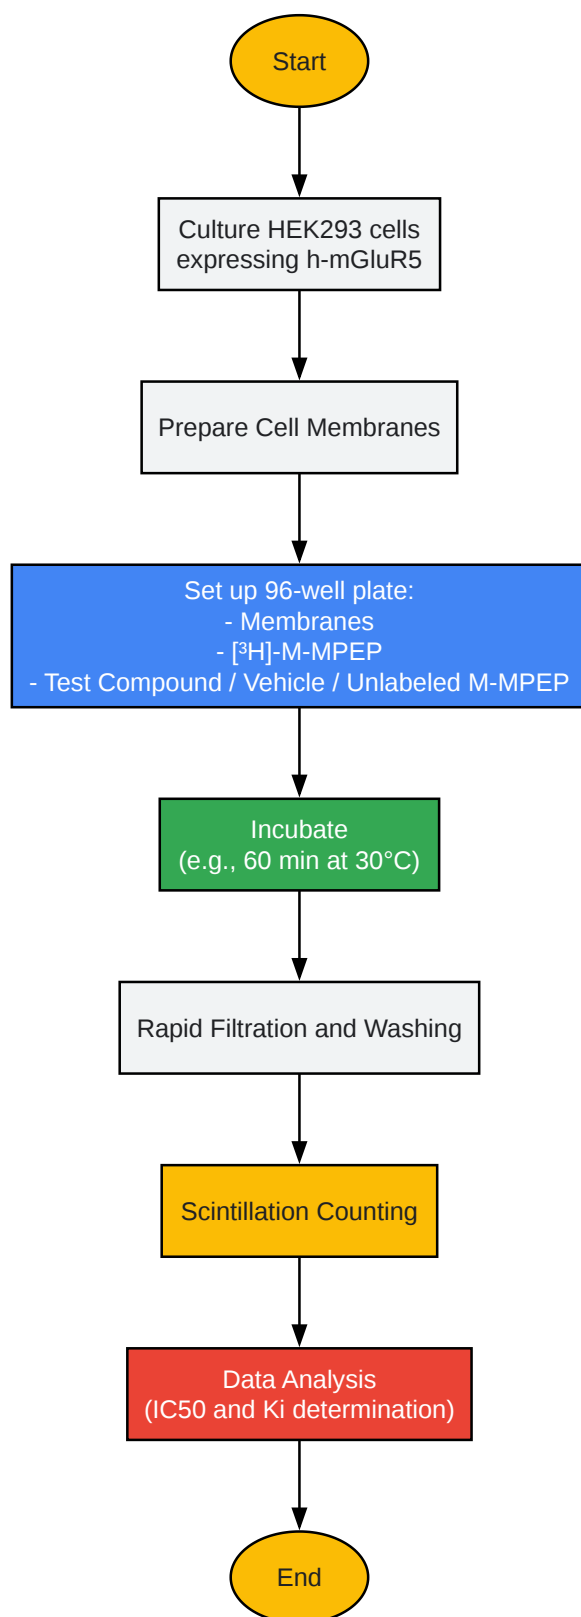 Start
Culture HEK293 cells
expressing h-mGluR5
Prepare Cell Membranes
Set up 96-well plate:
- Membranes
- [³H]-M-MPEP
- Test Compound / Vehicle / Unlabeled M-MPEP
Incubate
(e.g., 60 min at 30°C)
Rapid Filtration and Washing
Scintillation Counting
Data Analysis
(IC50 and Ki determination)
End